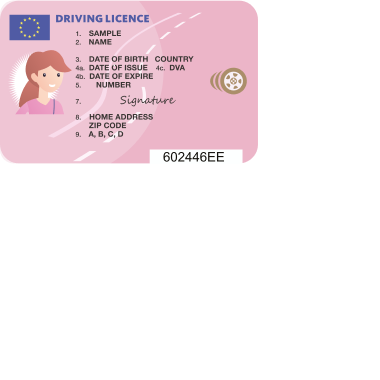 DRIVING LICENCE
1. SAMPLE
2. NAME
3. DATE OF BIRTH COUNTRY
4a. DATE OF ISSUE 4c. DVA
4b. DATE OF EXPIRE
5. NUMBER
7. Signature
8. HOME ADDRESS
ZIP CODE
9. A, B, C, D
602446EE